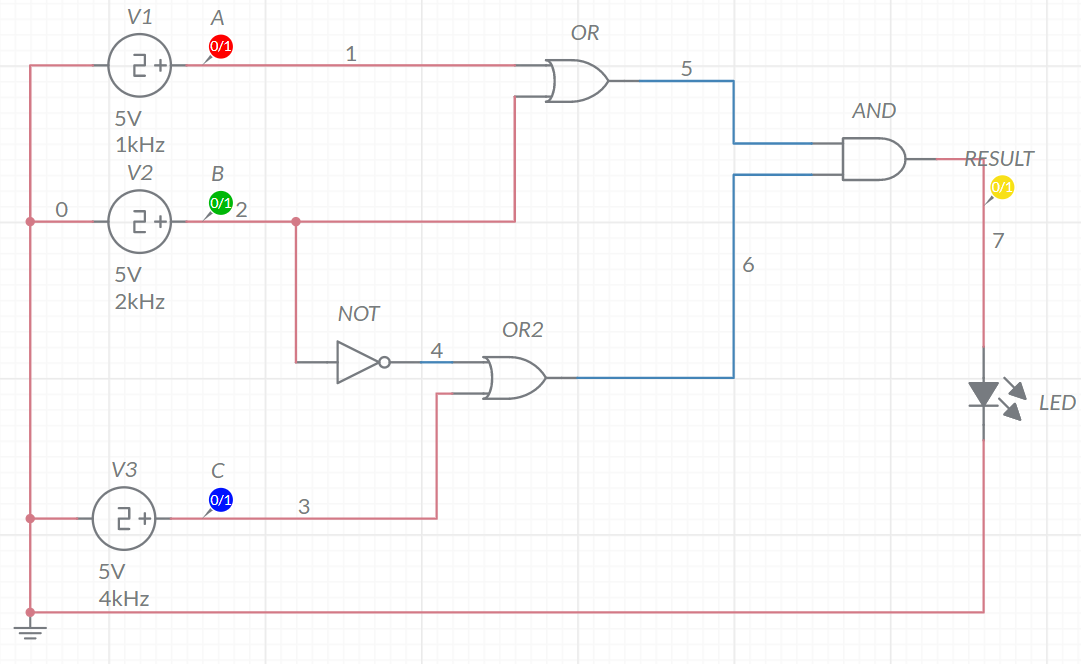 V1
A
0/1
1
OR
5
5V
1kHz
AND
V2
B
0/1
2
0
RESULT
0/1
7
5V
2kHz
6
NOT
OR2
4
LED
V3
C
0/1
3
5V
4kHz